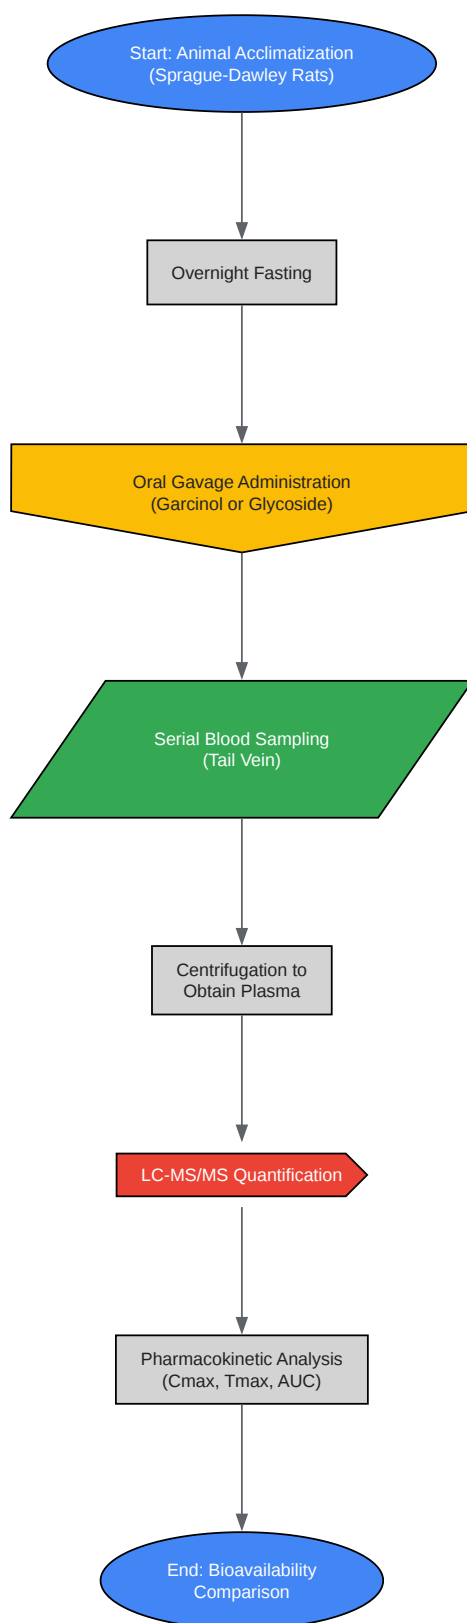 Start: Animal Acclimatization
(Sprague-Dawley Rats)
Overnight Fasting
Oral Gavage Administration
(Garcinol or Glycoside)
Serial Blood Sampling
(Tail Vein)
Centrifugation to
Obtain Plasma
LC-MS/MS Quantification
Pharmacokinetic Analysis
(Cmax, Tmax, AUC)
End: Bioavailability
Comparison